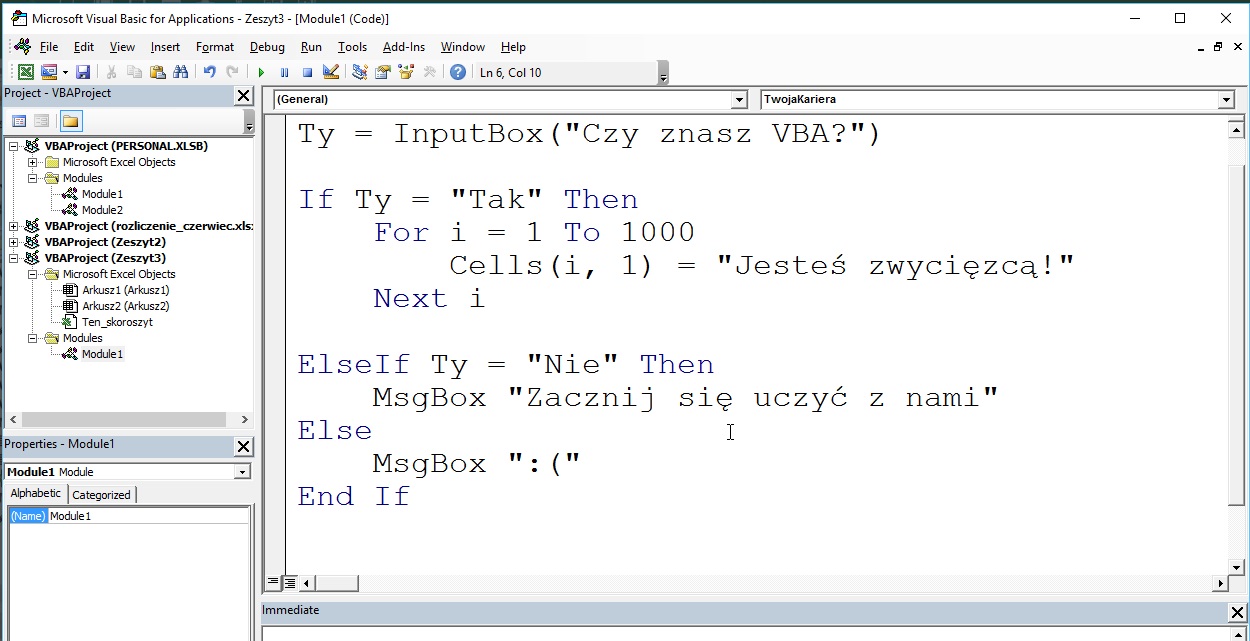 Microsoft Visual Basic for Applications - Zeszyt3 - [Module1 (Code)]
File Edit View Insert Format Debug Run Tools Add-Ins Window Help
Ln 6, Col 10
Project - VBAProject
VBAProject (PERSONAL.XLSB)
Microsoft Excel Objects
Modules
Module1
Module2
VBAProject (rozliczenie_czerwiec.xls:
VBAProject (Zeszyt2)
VBAProject (Zeszyt3)
Microsoft Excel Objects
Arkusz1 (Arkusz1)
Arkusz2 (Arkusz2)
Ten_skoroszyt
Modules
Module1
Properties - Module1
Module1 Module
Alphabetic Categorized
(Name) Module1
(General) TwojaKariera
Ty = InputBox("Czy znasz VBA?")
If Ty = "Tak" Then
For i = 1 To 1000
Cells(i, 1) = "Jesteś zwycięzcą!"
Next i
ElseIf Ty = "Nie" Then
MsgBox "Zacznij się uczyć z nami"
Else
MsgBox ":("
End If
Immediate